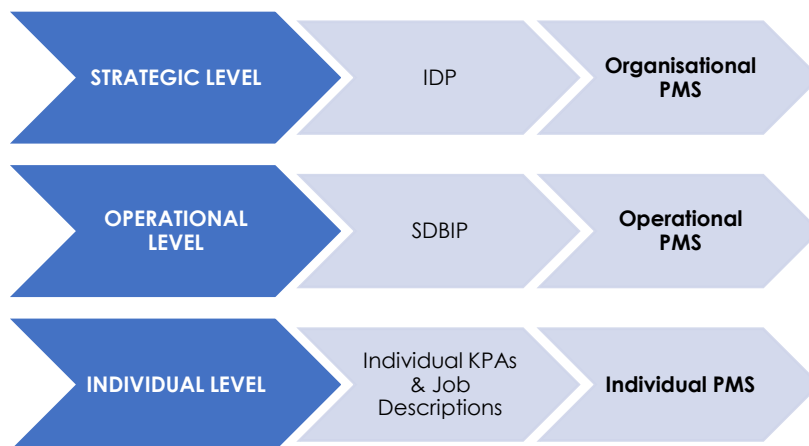 STRATEGIC LEVEL
IDP
Organisational
PMS
OPERATIONAL
LEVEL
SDBIP
Operational
PMS
INDIVIDUAL LEVEL
Individual KPAs
& Job
Descriptions
Individual PMS